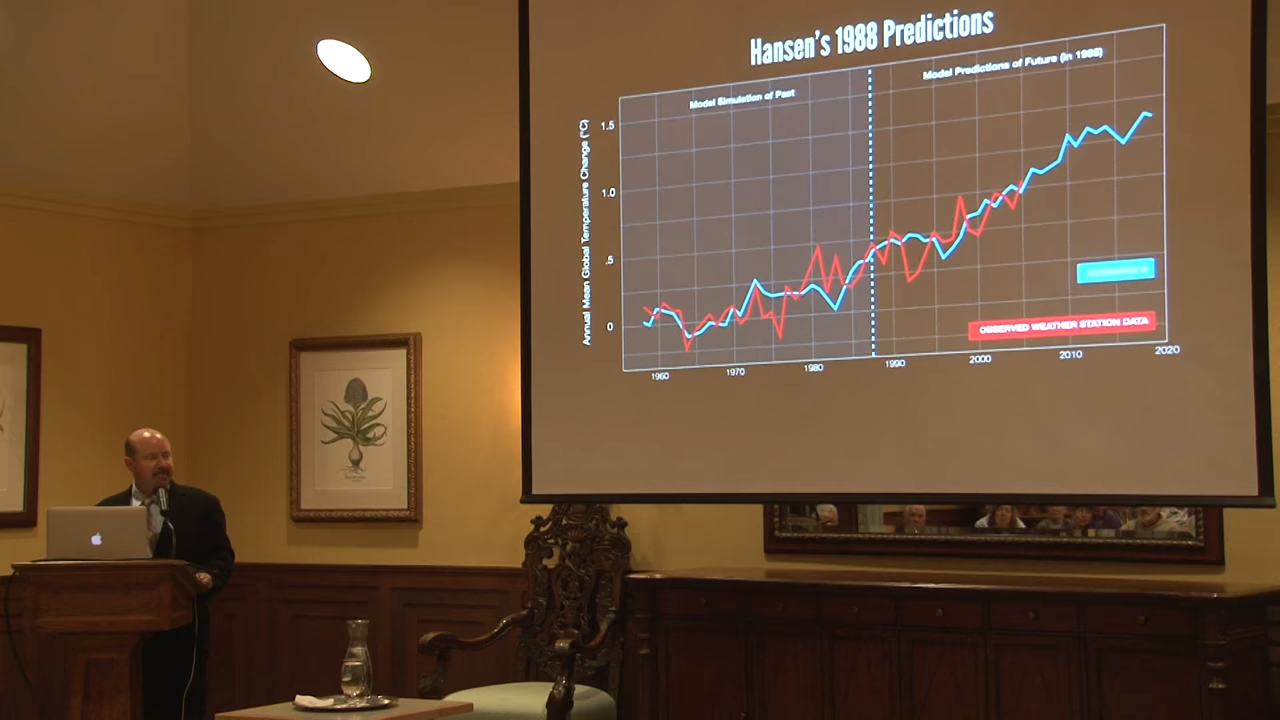 Hansen's 1988 Predictions
Model Simulation of Past
Model Predictions of Future (in 1988)
Annual Mean Global Temperature Change (°C)
1.5
1.0
.5
0
OBSERVED WEATHER STATION DATA
1960
1970
1980
1990
2000
2010
2020